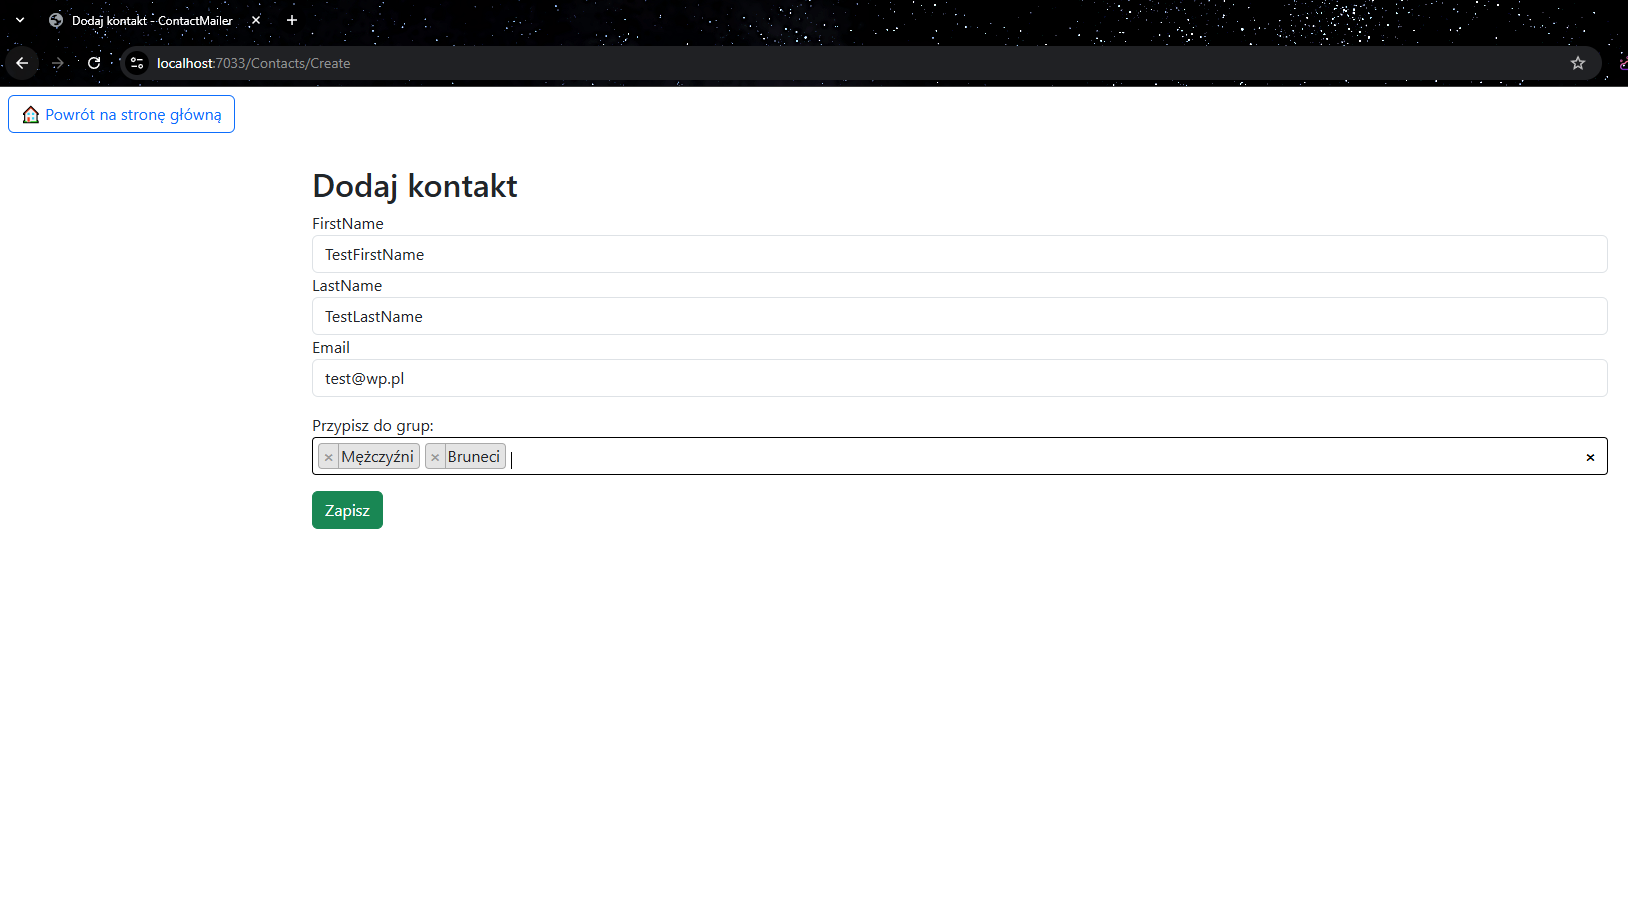 Dodaj kontakt - ContactMailer
localhost:7033/Contacts/Create
Powrót na stronę główną
Dodaj kontakt
FirstName
TestFirstName
LastName
TestLastName
Email
test@wp.pl
Przypisz do grup:
× Mężczyźni × Bruneci ×
Zapisz